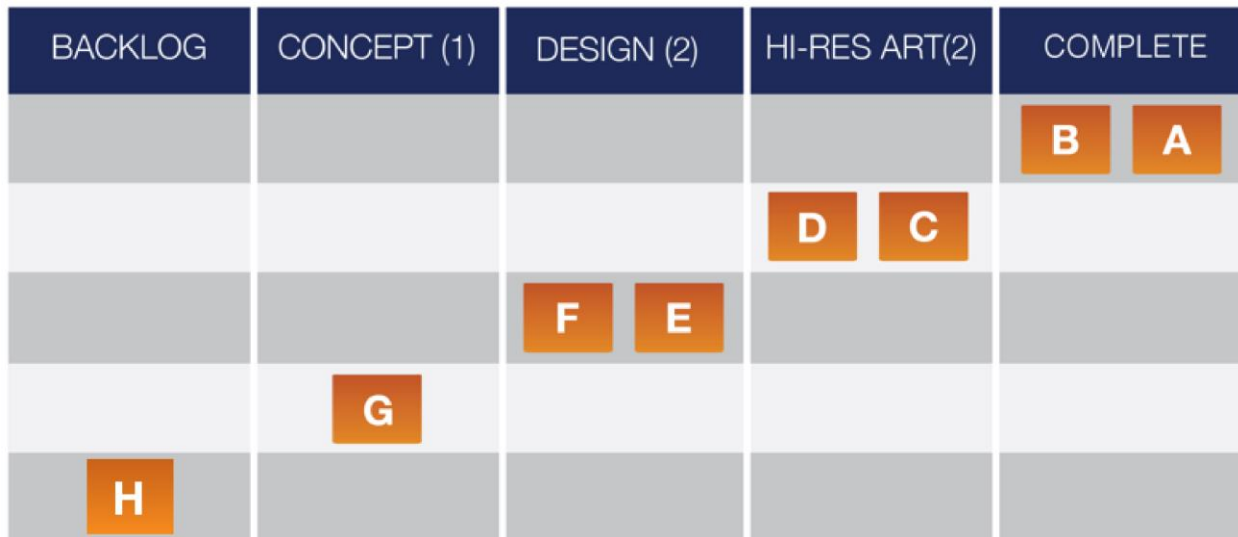 BACKLOG CONCEPT (1) DESIGN (2) HI-RES ART(2) COMPLETE
B A
D C
F E
G
H